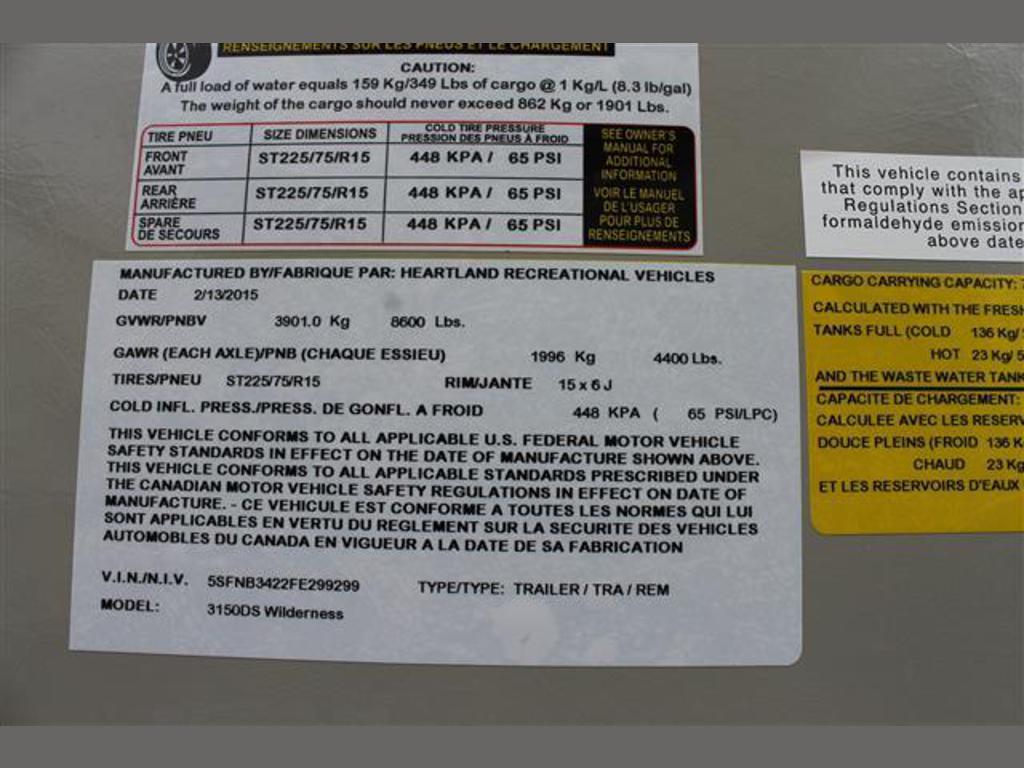 RENSEIGNEMENTS SUR LES PNEUS ET LE CHARGEMENT
CAUTION:
A full load of water equals 159 Kg/349 Lbs of cargo @ 1 Kg/L (8.3 lb/gal)
The weight of the cargo should never exceed 862 Kg or 1901 Lbs.
TIRE PNEU SIZE DIMENSIONS COLD TIRE PRESSURE
PRESSION DES PNEUS À FROID
FRONT
AVANT ST225/75/R15 448 KPA / 65 PSI
REAR
ARRIÈRE ST225/75/R15 448 KPA / 65 PSI
SPARE
DE SECOURS ST225/75/R15 448 KPA / 65 PSI
SEE OWNER'S
MANUAL FOR
ADDITIONAL
INFORMATION
VOIR LE MANUEL
DE L'USAGER
POUR PLUS DE
RENSEIGNEMENTS
This vehicle contains
that comply with the
Regulations Section
formaldehyde emission
above date
MANUFACTURED BY/FABRIQUE PAR: HEARTLAND RECREATIONAL VEHICLES
DATE 2/13/2015
GVWR/PNBV 3901.0 Kg 8600 Lbs.
GAWR (EACH AXLE)/PNB (CHAQUE ESSIEU) 1996 Kg 4400 Lbs.
TIRES/PNEU ST225/75/R15 RIM/JANTE 15 x 6 J
COLD INFL. PRESS./PRESS. DE GONFL. A FROID 448 KPA ( 65 PSI/LPC)
THIS VEHICLE CONFORMS TO ALL APPLICABLE U.S. FEDERAL MOTOR VEHICLE
SAFETY STANDARDS IN EFFECT ON THE DATE OF MANUFACTURE SHOWN ABOVE.
THIS VEHICLE CONFORMS TO ALL APPLICABLE STANDARDS PRESCRIBED UNDER
THE CANADIAN MOTOR VEHICLE SAFETY REGULATIONS IN EFFECT ON DATE OF
MANUFACTURE. - CE VEHICULE EST CONFORME A TOUTES LES NORMES QUI LUI
SONT APPLICABLES EN VERTU DU REGLEMENT SUR LA SECURITE DES VEHICLES
AUTOMOBLES DU CANADA EN VIGUEUR A LA DATE DE SA FABRICATION
V.I.N./N.I.V. 5SFNB3422FE299299 TYPE/TYPE: TRAILER / TRA / REM
MODEL: 3150DS Wilderness
CARGO CARRYING CAPACITY:
CALCULATED WITH THE FRESH
TANKS FULL (COLD 136 Kg/
HOT 23 Kg/ 5
AND THE WASTE WATER TANK
CAPACITE DE CHARGEMENT:
CALCULEE AVEC LES RESERV
DOUCE PLEINS (FROID 136 K
CHAUD 23 Kg
ET LES RESERVOIRS D'EAUX